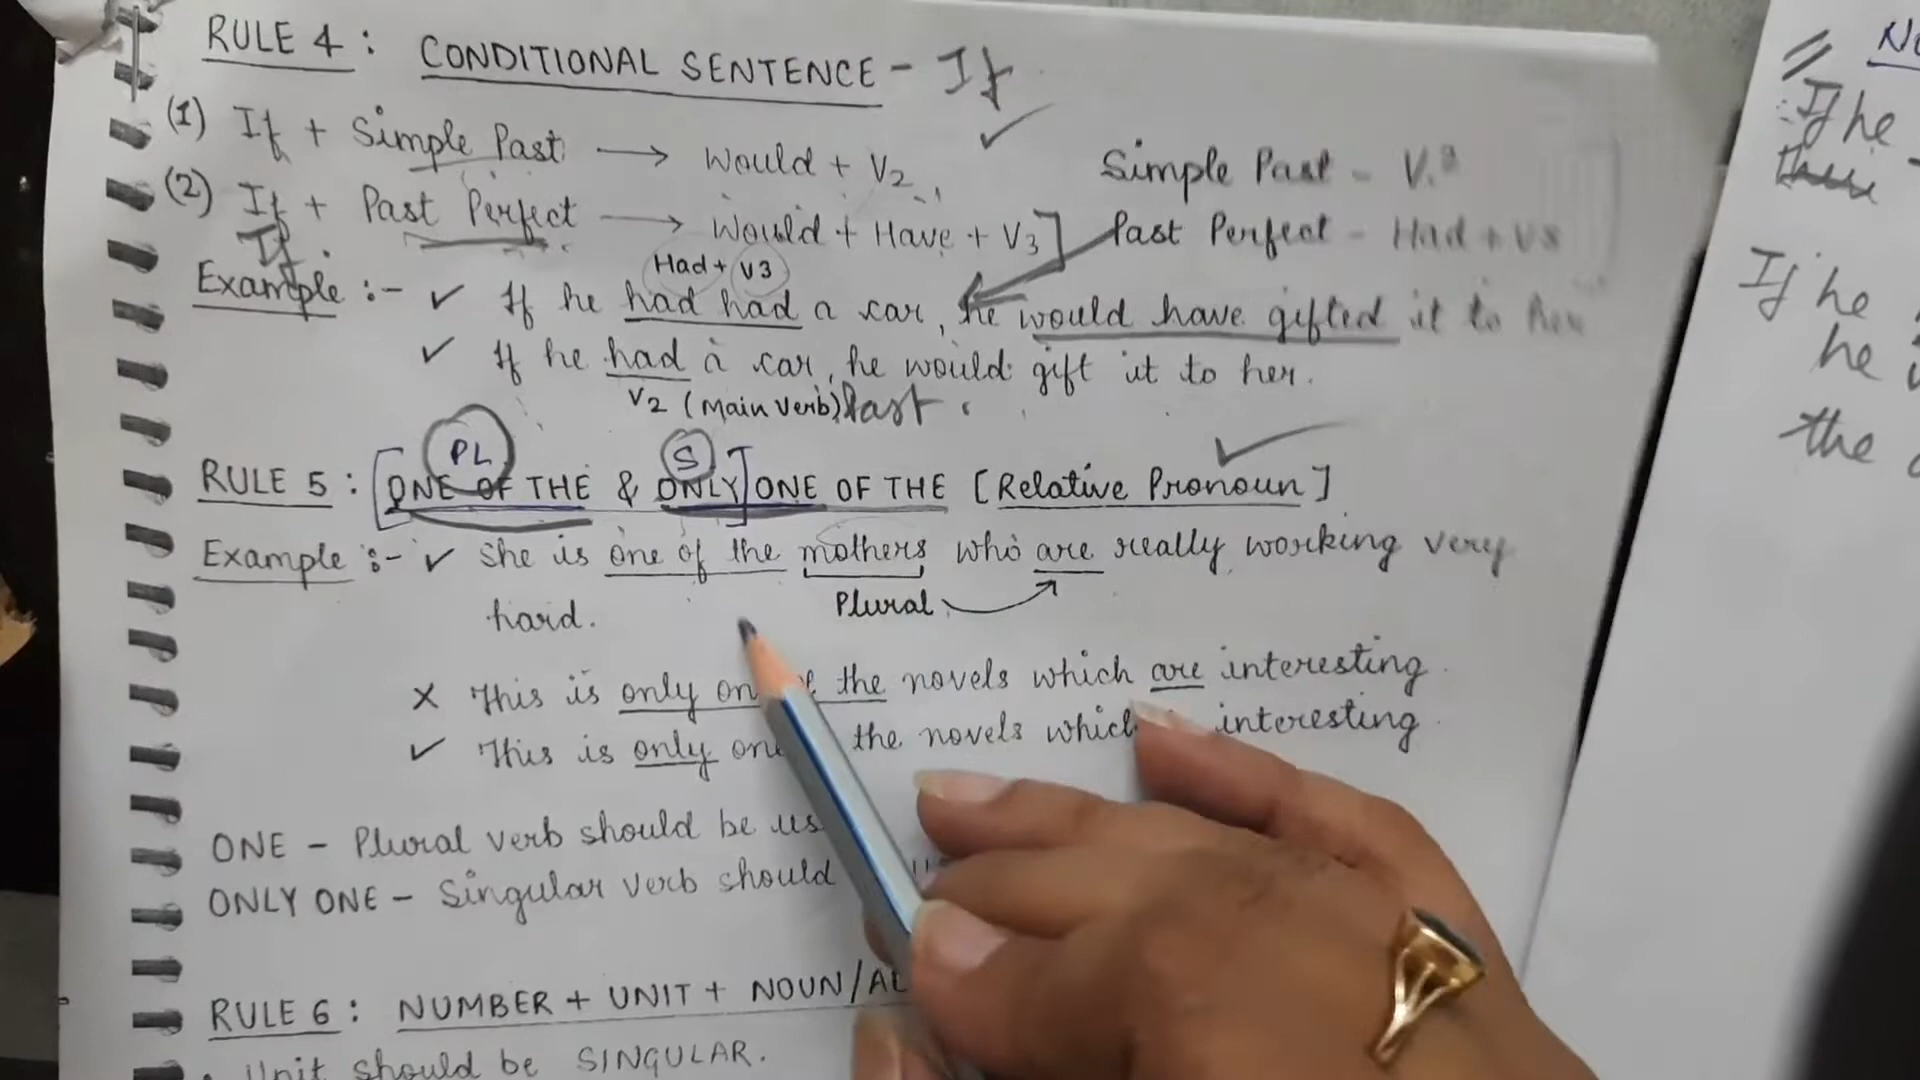 RULE 4 : CONDITIONAL SENTENCE - If
(1) If + Simple Past → Would + V2
(2) If + Past Perfect → Would + Have + V3]
If
Simple Past - V
Past Perfect - Had + V3
Had + V3
Example :- ✓ If he had had a car, he would have gifted it to her
✓ If he had a car, he would gift it to her.
V2 (Main Verb) Past
PL S
RULE 5 : [ONE OF THE & ONLY] ONE OF THE [Relative Pronoun]
Example :- ✓ She is one of the mothers who are really working very
Plural
hard.
X This is only of the novels which are interesting
✓ This is only the novels which interesting
ONE - Plural verb should be
ONLY ONE - Singular verb should
RULE 6 : NUMBER + UNIT + NOUN/
Unit should be SINGULAR.
If he
If he
he
the